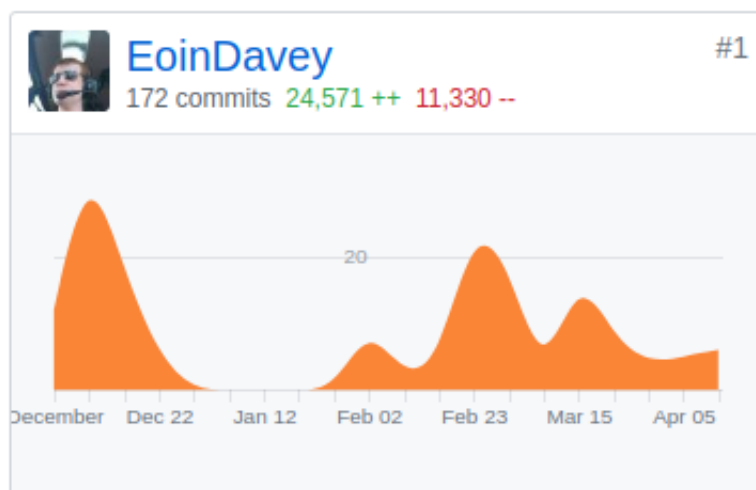 EoinDavey
#1
172 commits 24,571 ++ 11,330 --
20
December Dec 22 Jan 12 Feb 02 Feb 23 Mar 15 Apr 05